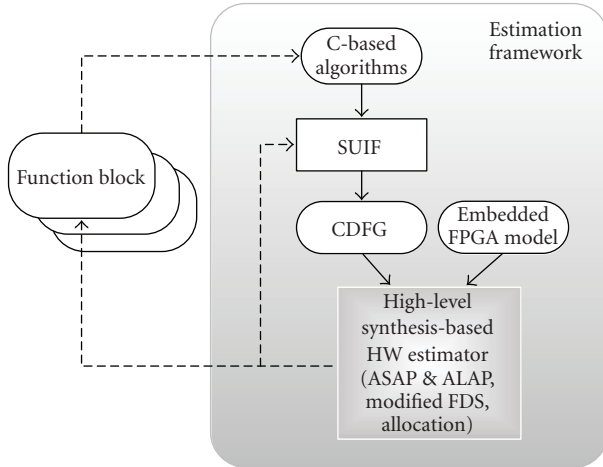 Estimation
framework
C-based
algorithms
SUIF
Function block
CDFG
Embedded
FPGA model
High-level
synthesis-based
HW estimator
(ASAP & ALAP,
modified FDS,
allocation)